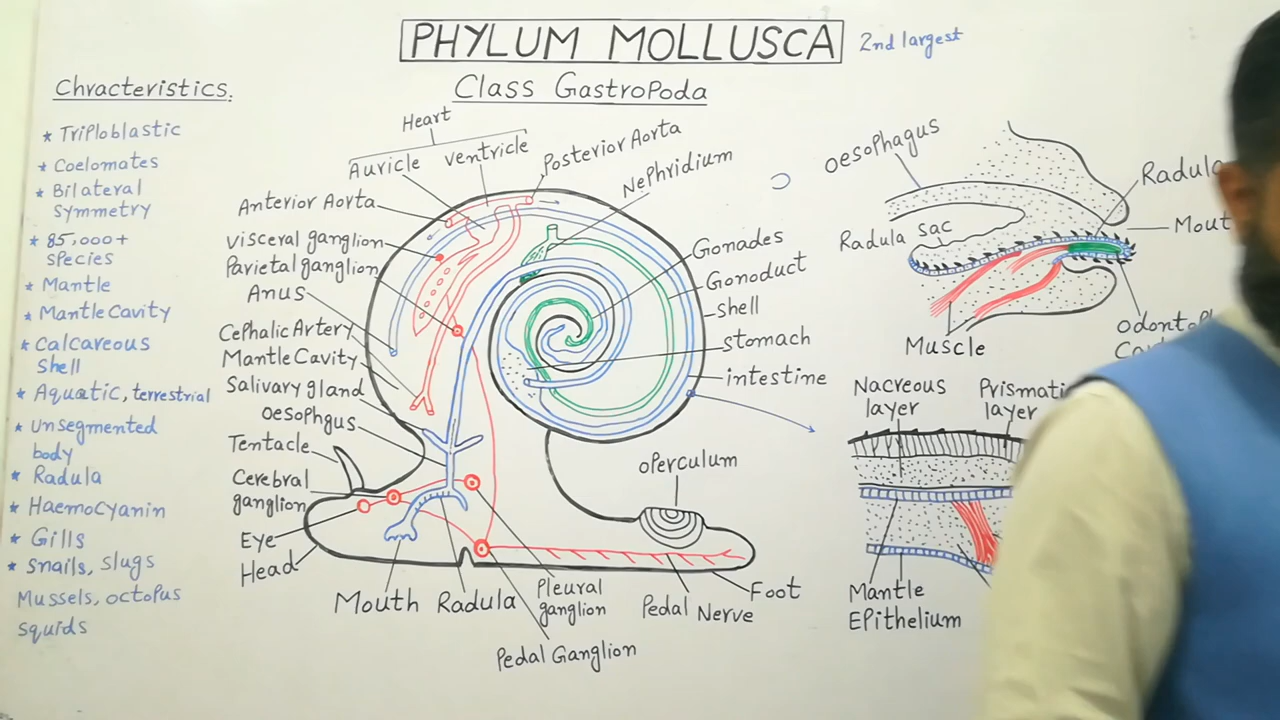 PHYLUM MOLLUSCA
2nd largest
Class GastroPoda
Chvacteristics.
* Triploblastic
* Coelomates
* Bilateral
symmetry
* 85,000+
species
* Mantle
* Mantle Cavity
* Calcaveous
Shell
* Aquatic, terrestrial
* unsegmented
body
* Radula
* Haemocyanin
* Gills
* Snails, slugs
Mussels, octopus
squids
Heart
Auricle
ventricle
Posterior Aorta
Nephridium
Anterior Aorta
visceral ganglion
Parietal ganglion
Anus
Cephalic Artery
Mantle Cavity
Salivary gland
oesophgus
Tentacle
Cerebral
ganglion
Eye
Head
Mouth
Radula
Pleural
ganglion
Pedal Ganglion
Pedal Nerve
Foot
operculum
Gonades
Gonoduct
shell
stomach
intestine
oesophagus
Radula sac
Muscle
Nacreous
layer
Mantle
EPithelium